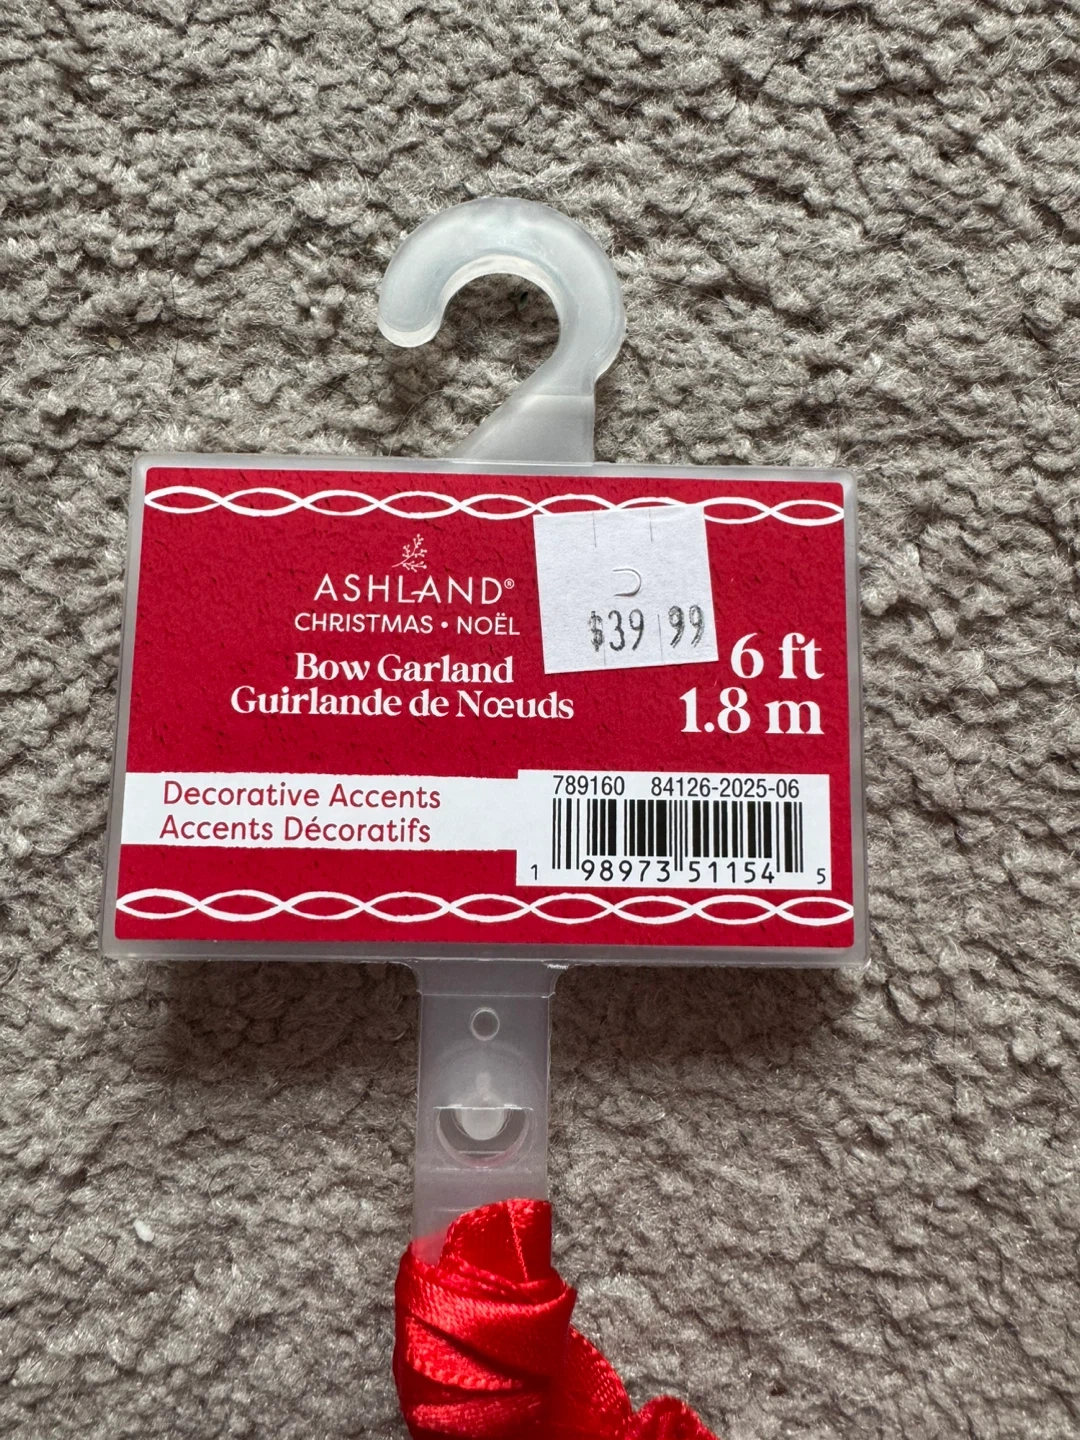 ASHLAND®
CHRISTMAS • NOËL
Bow Garland
Guirlande de Nœuds
$39.99
6 ft
1.8 m
Decorative Accents
Accents Décoratifs
789160 84126-2025-06
1 98973 51154 5